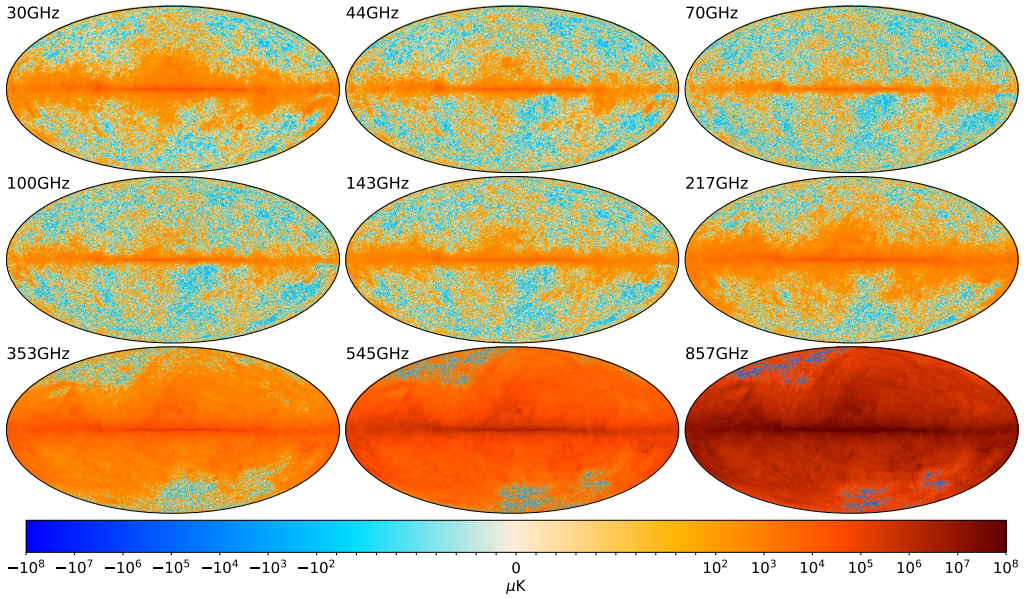 30GHz 44GHz 70GHz
100GHz 143GHz 217GHz
353GHz 545GHz 857GHz
−10⁸ −10⁷ −10⁶ −10⁵ −10⁴ −10³ −10² 0 10² 10³ 10⁴ 10⁵ 10⁶ 10⁷ 10⁸
μK